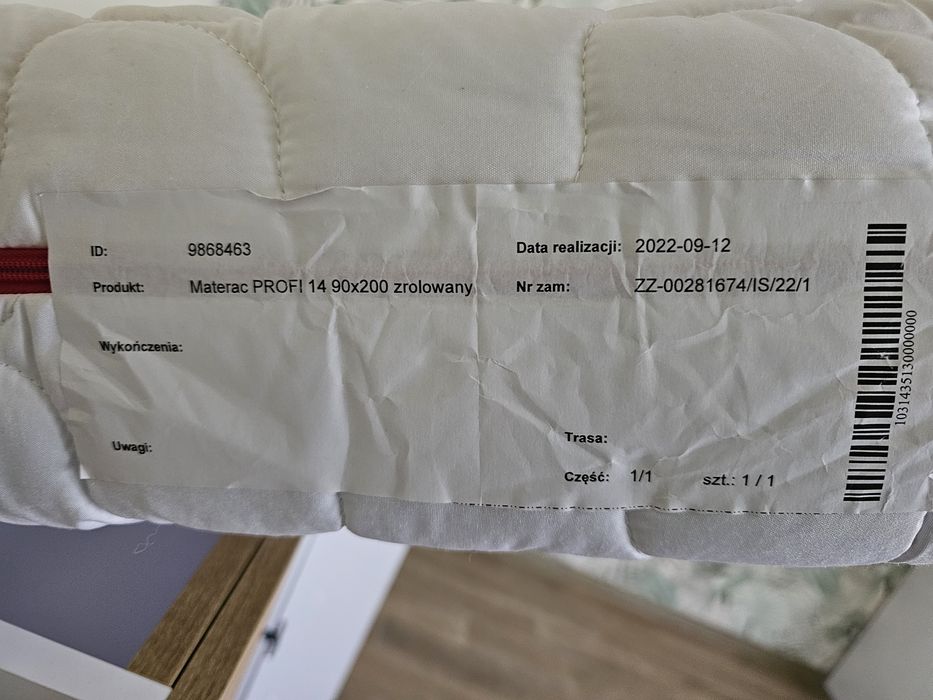 ID: 9868463
Data realizacji: 2022-09-12
Produkt: Materac PROFI 14 90x200 zrolowany
Nr zam: ZZ-00281674/IS/22/1
Wykończenia:
Uwagi:
Trasa:
Część: 1/1 szt.: 1 / 1
1031435130000000